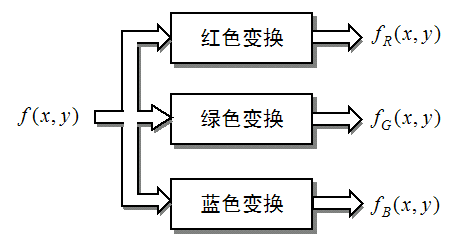 红色变换
f_R(x, y)
f(x, y)
绿色变换
f_G(x, y)
蓝色变换
f_B(x, y)